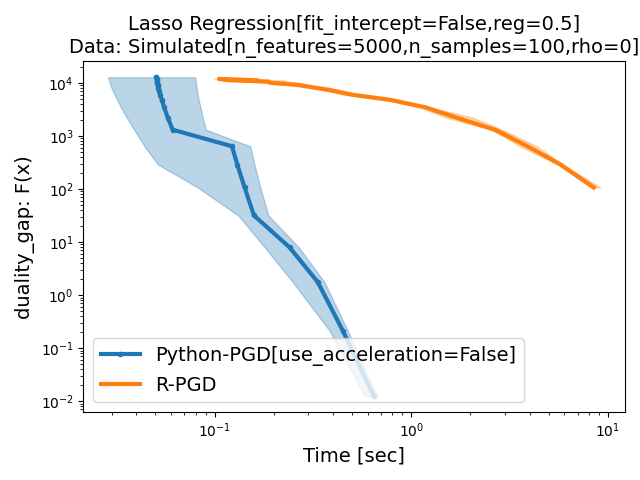 Lasso Regression[fit_intercept=False,reg=0.5]
Data: Simulated[n_features=5000,n_samples=100,rho=0]
duality_gap: F(x)
10⁴
10³
10²
10¹
10⁰
10⁻¹
10⁻²
Python-PGD[use_acceleration=False]
R-PGD
10⁻¹
10⁰
10¹
Time [sec]